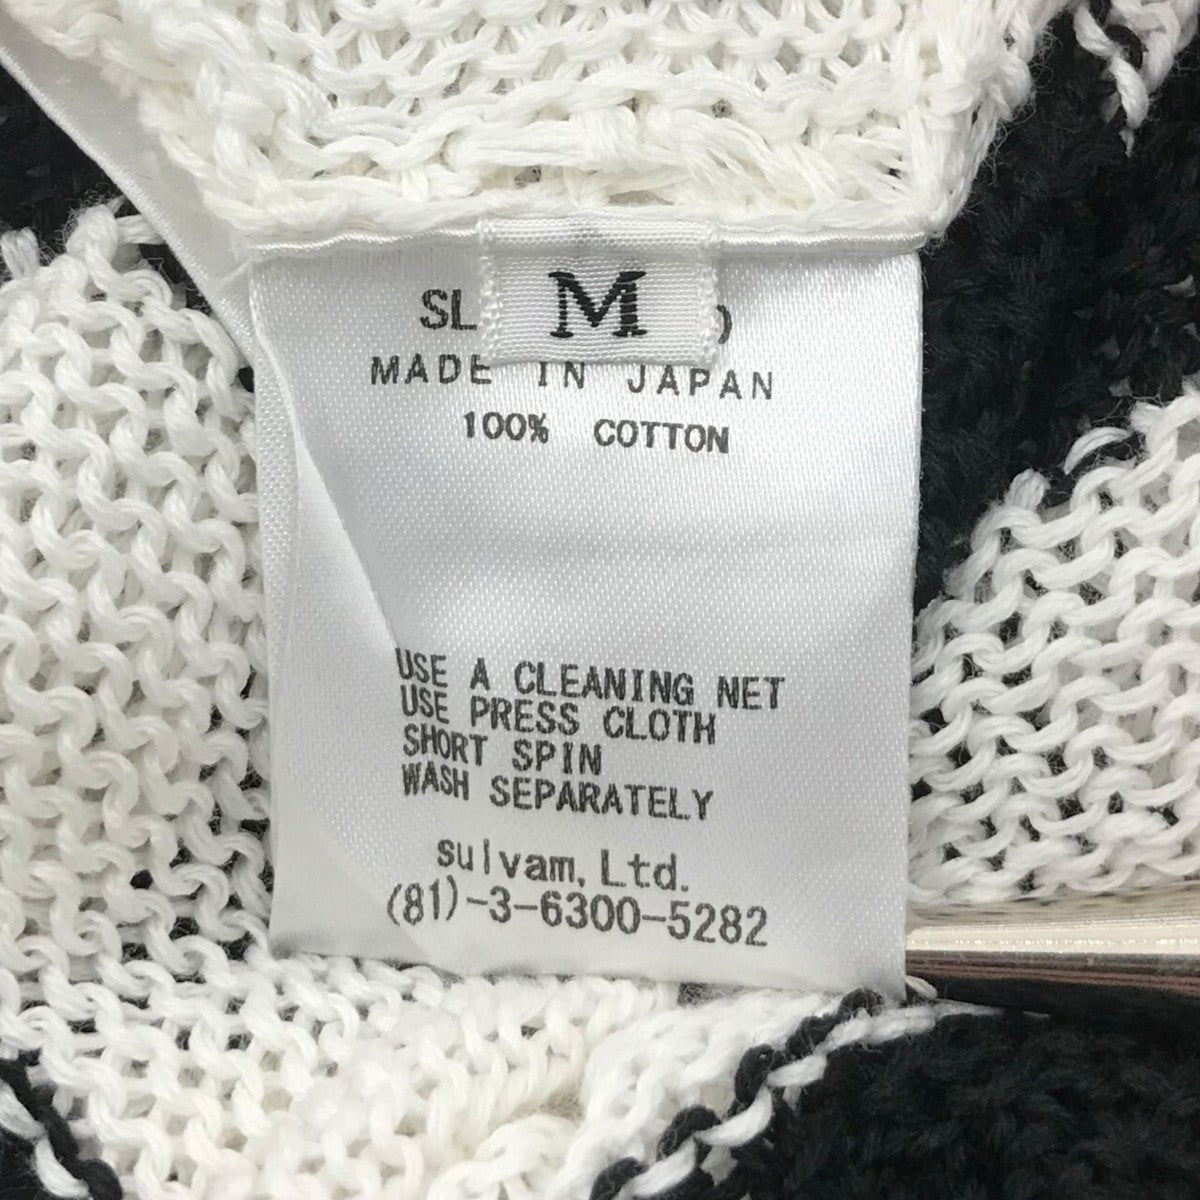 M
MADE IN JAPAN
100% COTTON
USE A CLEANING NET
USE PRESS CLOTH
SHORT SPIN
WASH SEPARATELY
sulvam, Ltd.
(81)-3-6300-5282